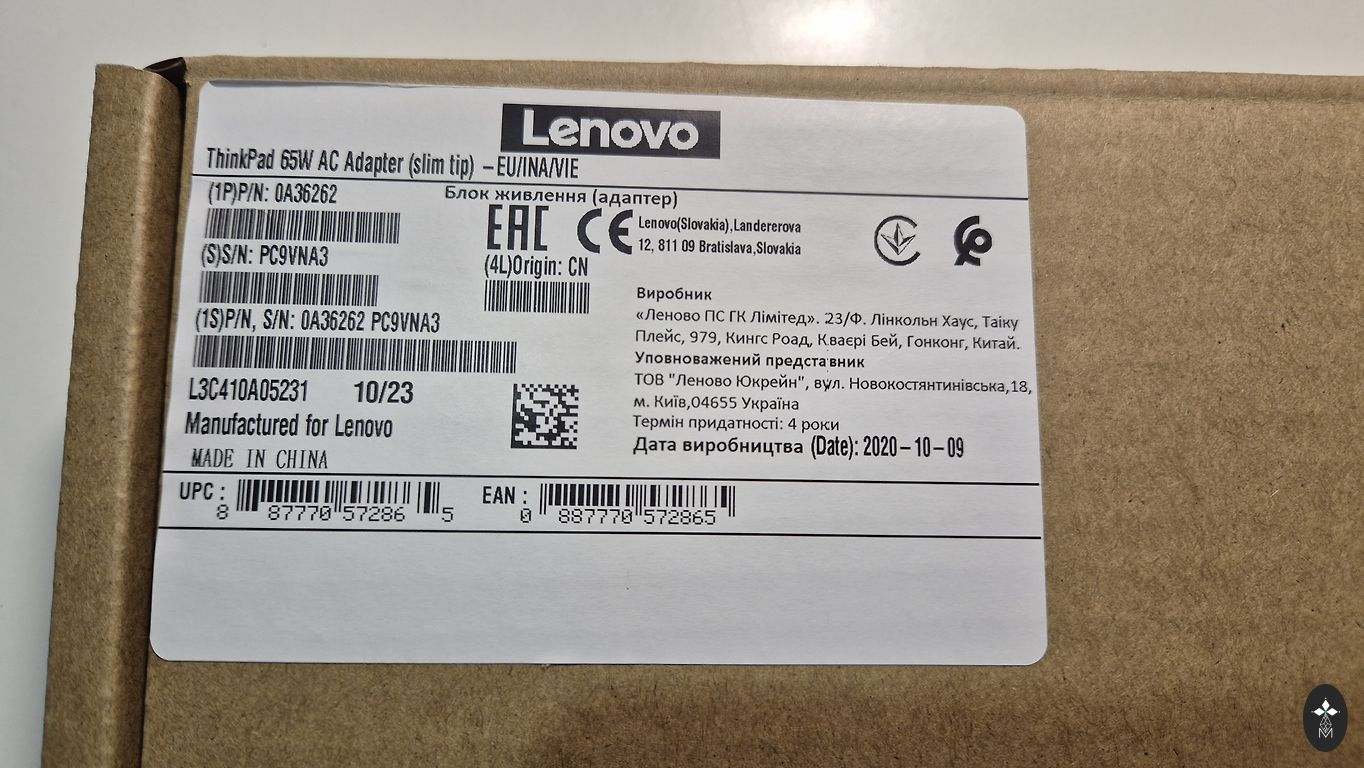 Lenovo
ThinkPad 65W AC Adapter (slim tip) – EU/INA/VIE
(1P)P/N: 0A36262
Блок живлення (адаптер)
EAC CE
Lenovo(Slovakia),Landererova
12, 811 09 Bratislava,Slovakia
(S)S/N: PC9VNA3
(4L)Origin: CN
(1S)P/N, S/N: 0A36262 PC9VNA3
Виробник
«Леново ПС ГК Лімітед». 23/Ф. Лінкольн Хаус, Таіку
Плейс, 979, Кингс Роад, Кваєрі Бей, Гонконг, Китай.
Уповноважений представник
ТОВ "Леново Юкрейн", вул. Новокостянтинівська,18,
м. Київ,04655 Україна
Термін придатності: 4 роки
Дата виробництва (Date): 2020–10–09
L3C410A05231 10/23
Manufactured for Lenovo
MADE IN CHINA
UPC : 8 87770 57286 5
EAN : 0 887770 572865
M